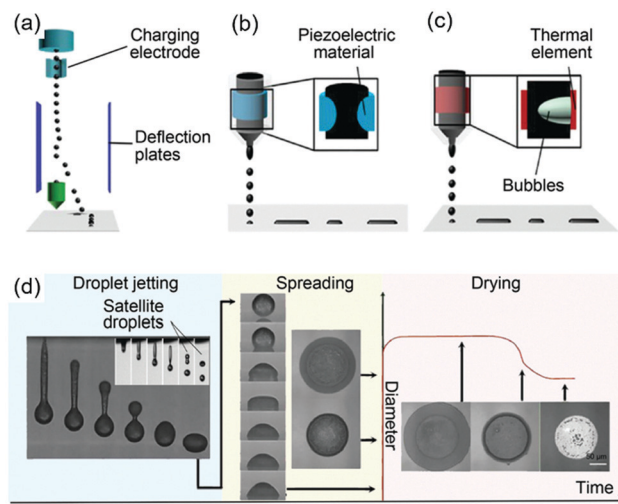 (a)
Charging
electrode
Deflection
plates
(b)
Piezoelectric
material
(c)
Thermal
element
Bubbles
(d)
Droplet jetting
Satellite
droplets
Spreading
Drying
Diameter
50 μm
Time